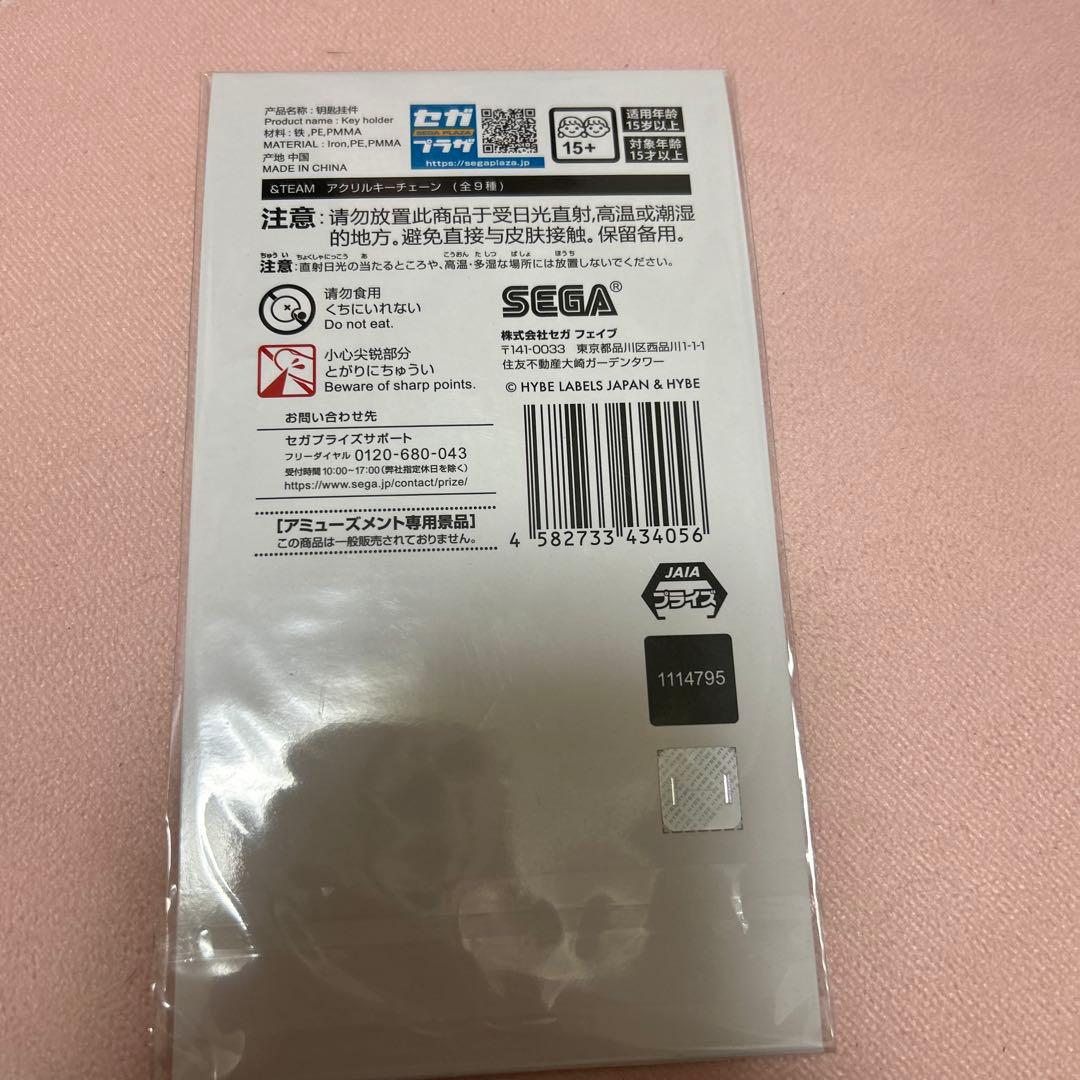 产品名称：钥匙挂件
Product name : Key holder
材料：铁 ,PE,PMMA
MATERIAL : Iron,PE,PMMA
产地 中国
MADE IN CHINA
セガ
SEGA PLAZA
プラザ
https://segaplaza.jp
15+
适用年龄
15岁以上
対象年齢
15才以上
&TEAM アクリルキーチェーン （全９種）
注意：请勿放置此商品于受日光直射,高温或潮湿
的地方。避免直接与皮肤接触。保留备用。
ちゅうい ちょくしゃにっこう あ こうおん たしつ ばしょ ほうち
注意：直射日光の当たるところや、高温・多湿な場所には放置しないでください。
请勿食用
くちにいれない
Do not eat.
小心尖锐部分
とがりにちゅうい
Beware of sharp points.
SEGA®
株式会社セガ フェイブ
〒141-0033 東京都品川区西品川1-1-1
住友不動産大崎ガーデンタワー
© HYBE LABELS JAPAN & HYBE
お問い合わせ先
セガプライズサポート
フリーダイヤル 0120-680-043
受付時間 10:00~17:00（弊社指定休日を除く）
https://www.sega.jp/contact/prize/
［アミューズメント専用景品］
この商品は一般販売されておりません。
4 582733 434056
JAIA
プライズ
1114795